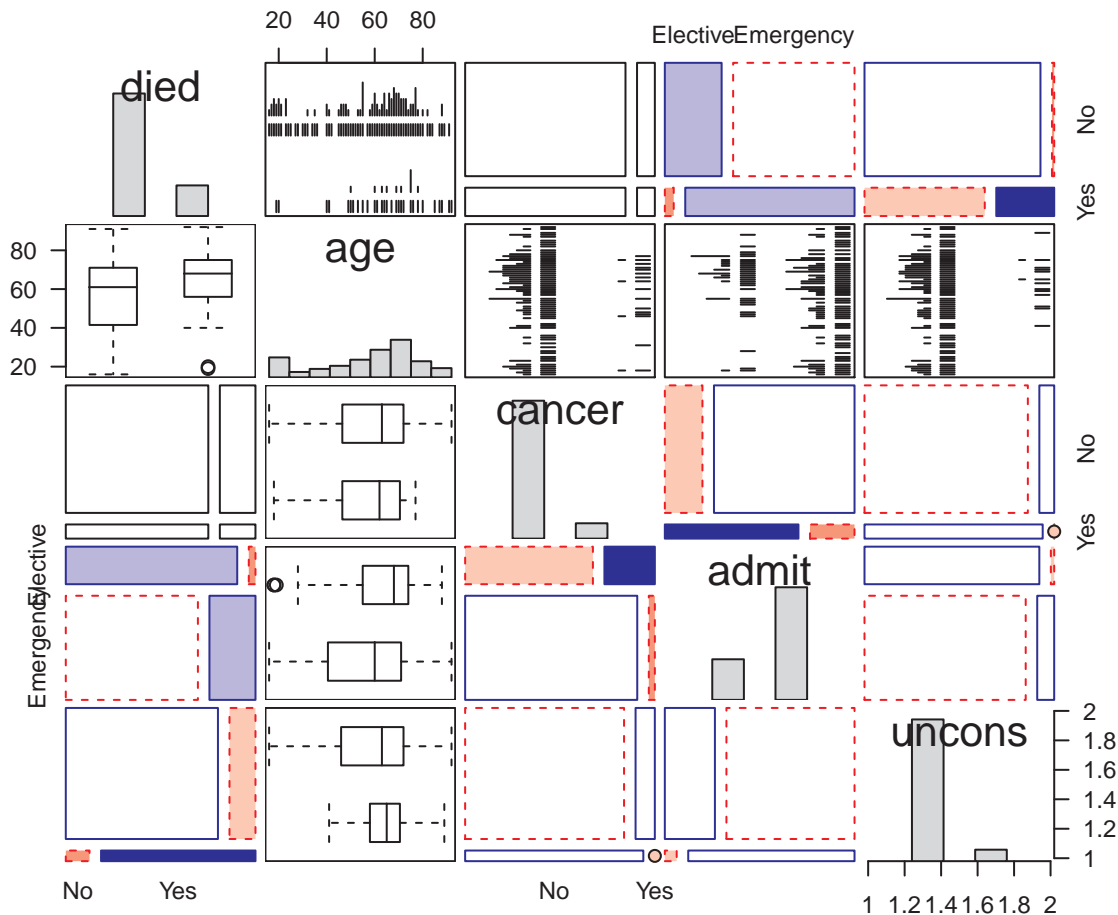 20 40 60 80
Elective Emergency
died
No
Yes
age
80
60
40
20
cancer
No
Yes
Elective
Emergency
admit
uncons
2
1.8
1.6
1.4
1.2
1
No Yes
No Yes
1 1.2 1.4 1.6 1.8 2